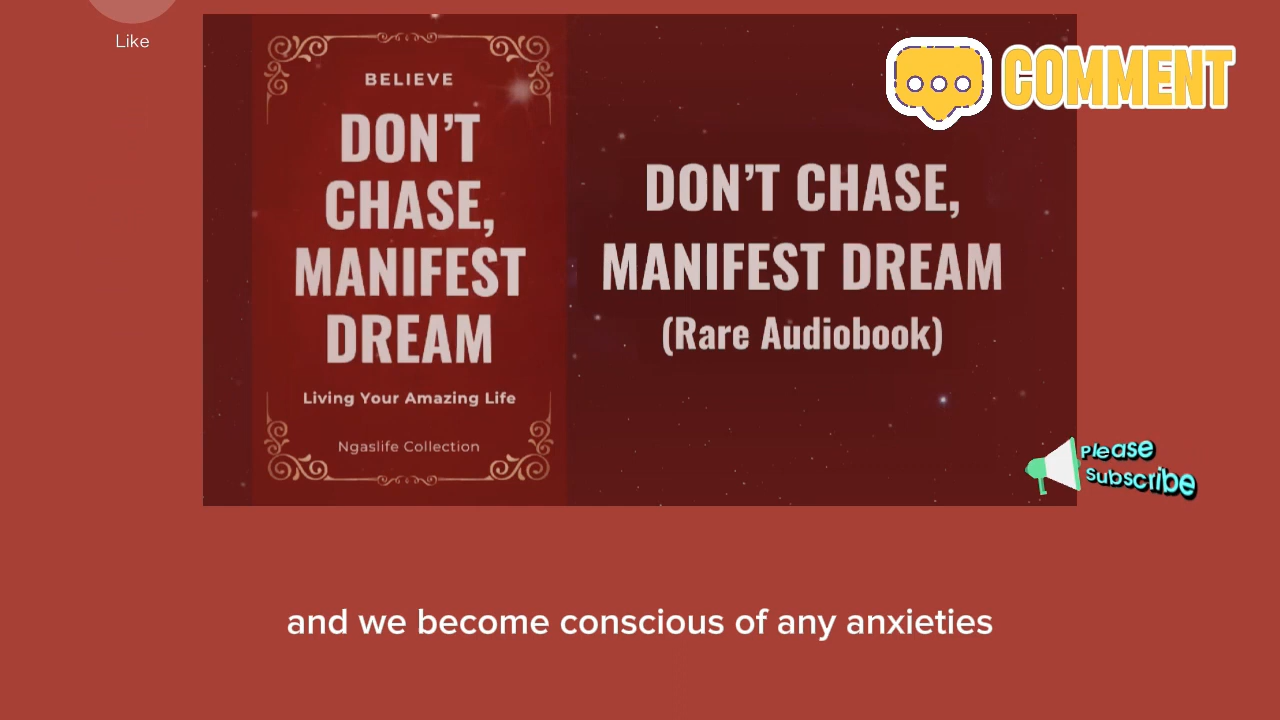 Like
COMMENT
BELIEVE
DON'T
CHASE,
MANIFEST
DREAM
Living Your Amazing Life
Ngaslife Collection
DON'T CHASE,
MANIFEST DREAM
(Rare Audiobook)
Please
Subscribe
and we become conscious of any anxieties